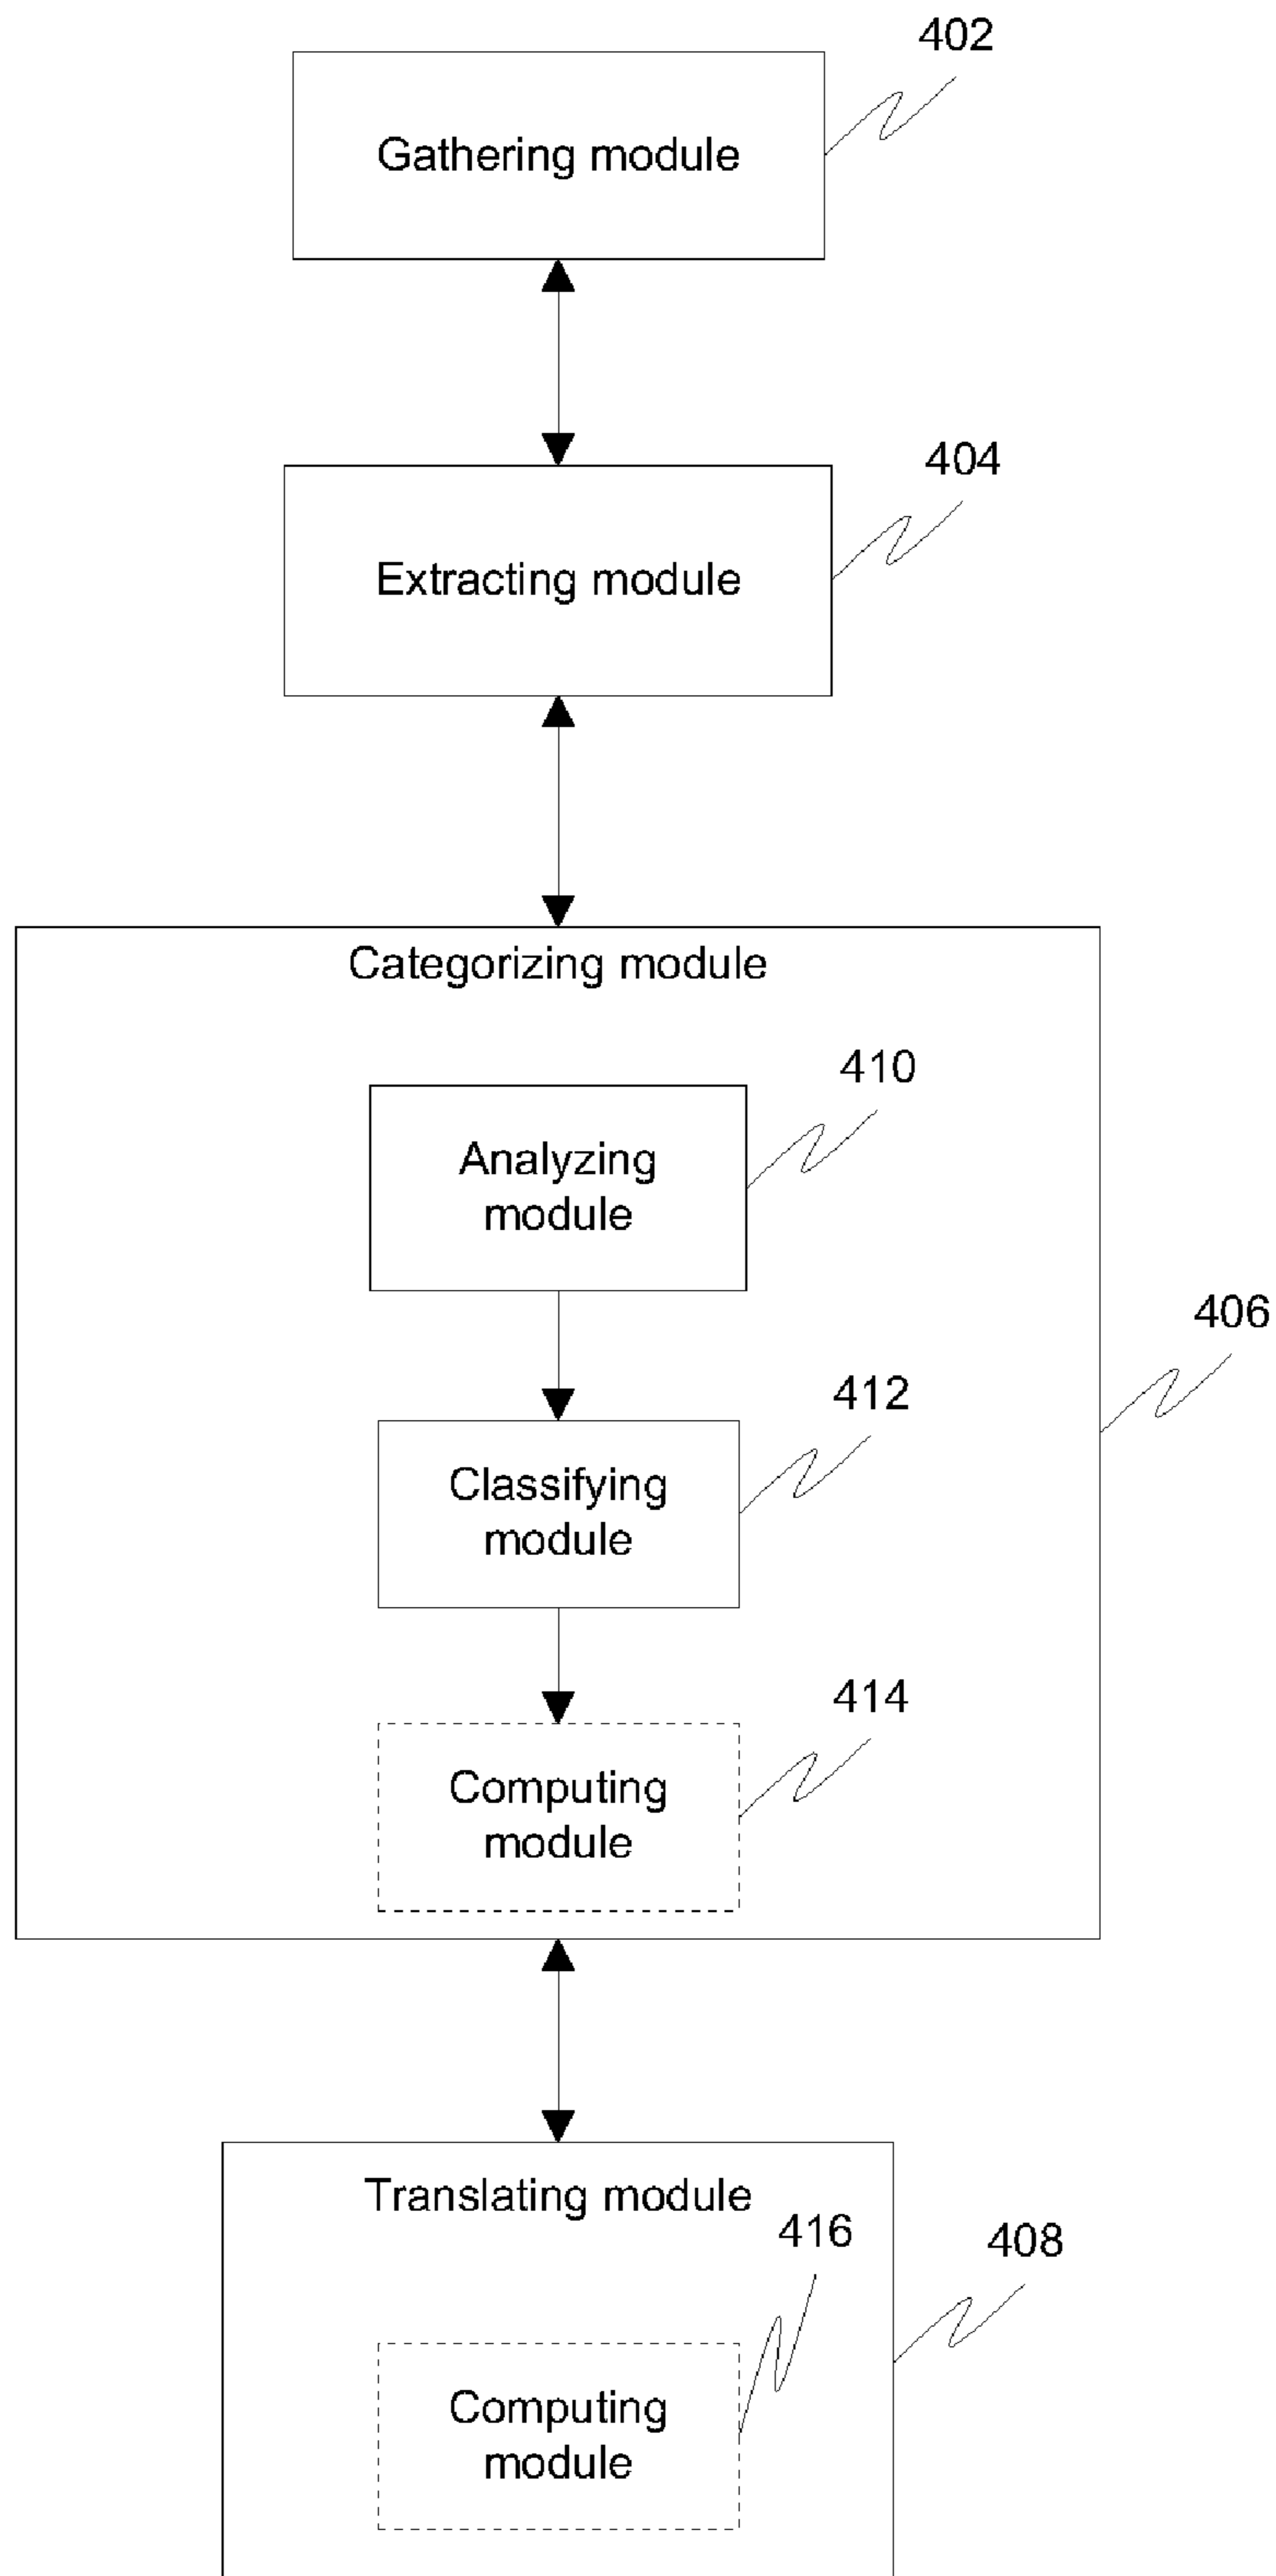 402
Gathering module
404
Extracting module
Categorizing module
410
Analyzing
module
406
412
Classifying
module
414
Computing
module
Translating module
416
408
Computing
module